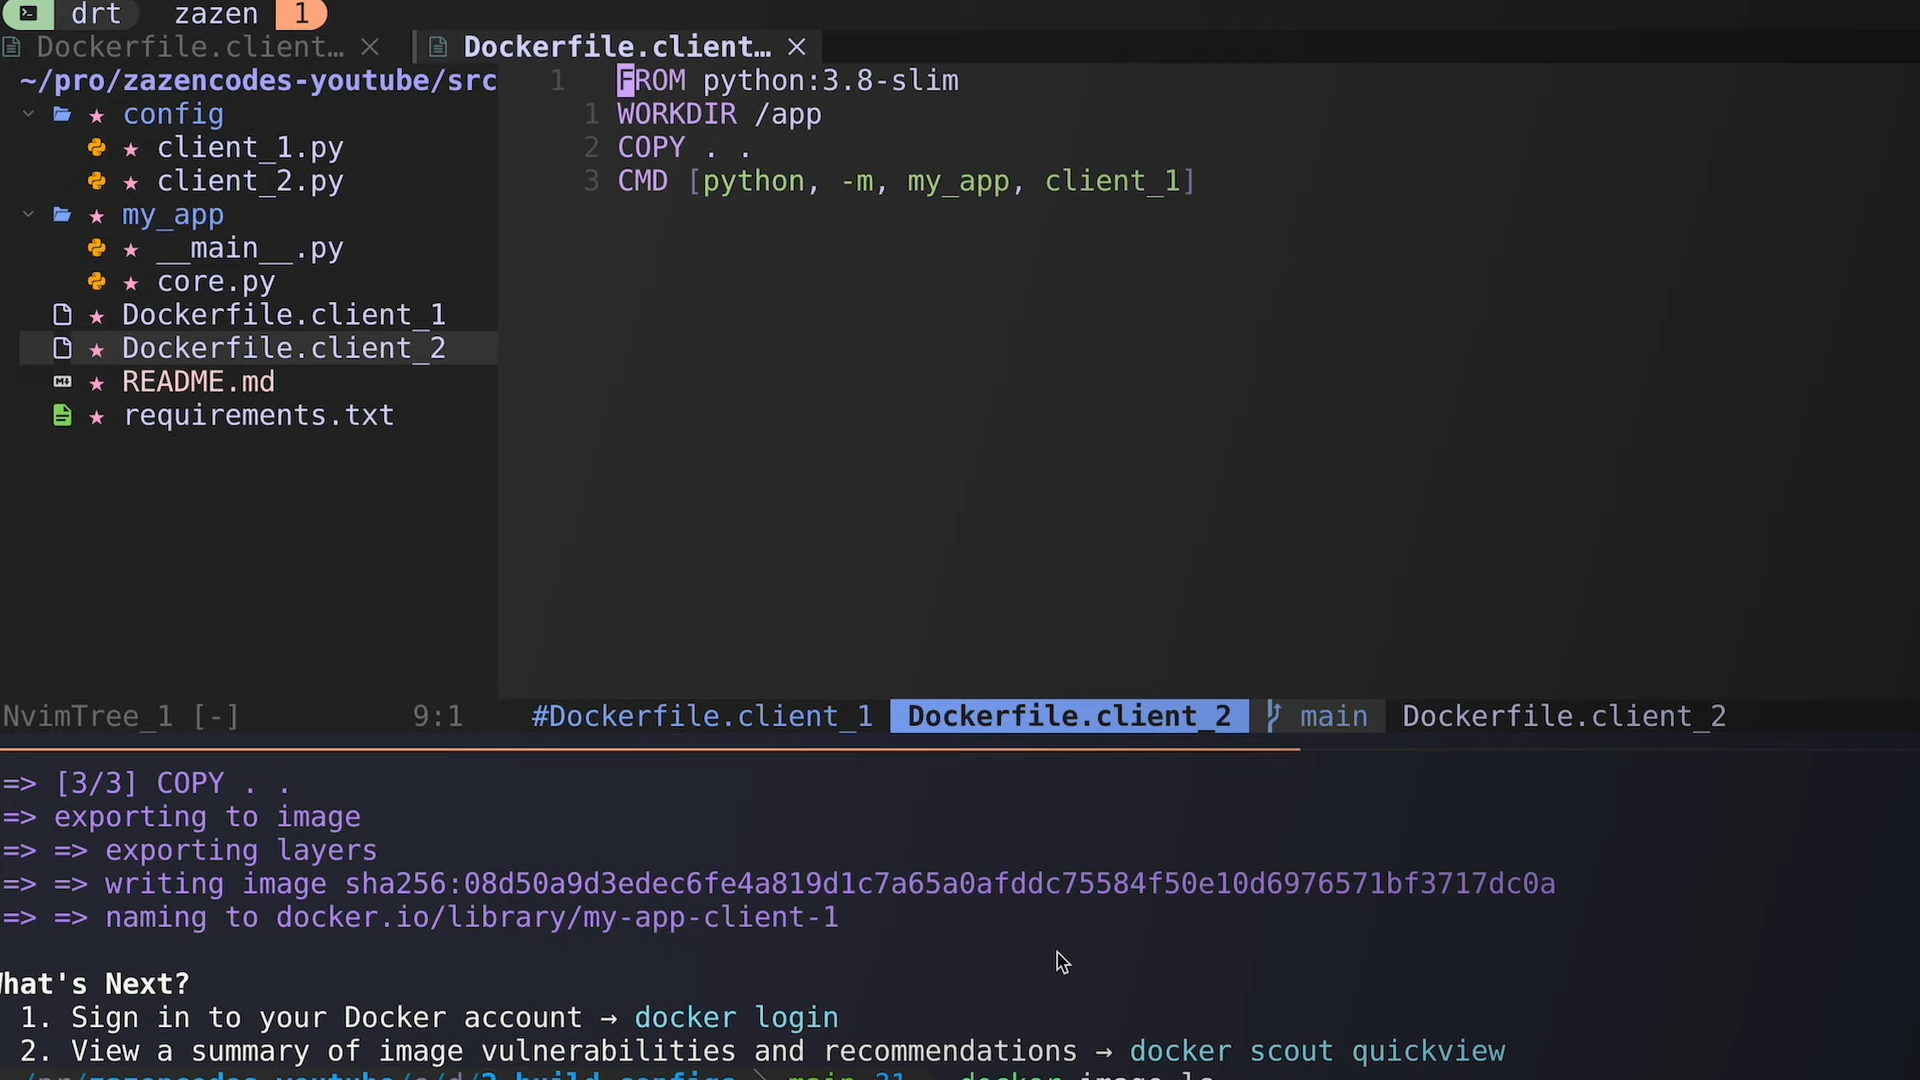 drt zazen 1
Dockerfile.client… × Dockerfile.client… ×
~/pro/zazencodes-youtube/src
config
client_1.py
client_2.py
my_app
__main__.py
core.py
Dockerfile.client_1
Dockerfile.client_2
README.md
requirements.txt
1 FROM python:3.8-slim
1 WORKDIR /app
2 COPY . .
3 CMD [python, -m, my_app, client_1]
NvimTree_1 [-] 9:1 #Dockerfile.client_1 Dockerfile.client_2 main Dockerfile.client_2
=> [3/3] COPY . .
=> exporting to image
=> => exporting layers
=> => writing image sha256:08d50a9d3edec6fe4a819d1c7a65a0afddc75584f50e10d6976571bf3717dc0a
=> => naming to docker.io/library/my-app-client-1
What's Next?
1. Sign in to your Docker account → docker login
2. View a summary of image vulnerabilities and recommendations → docker scout quickview